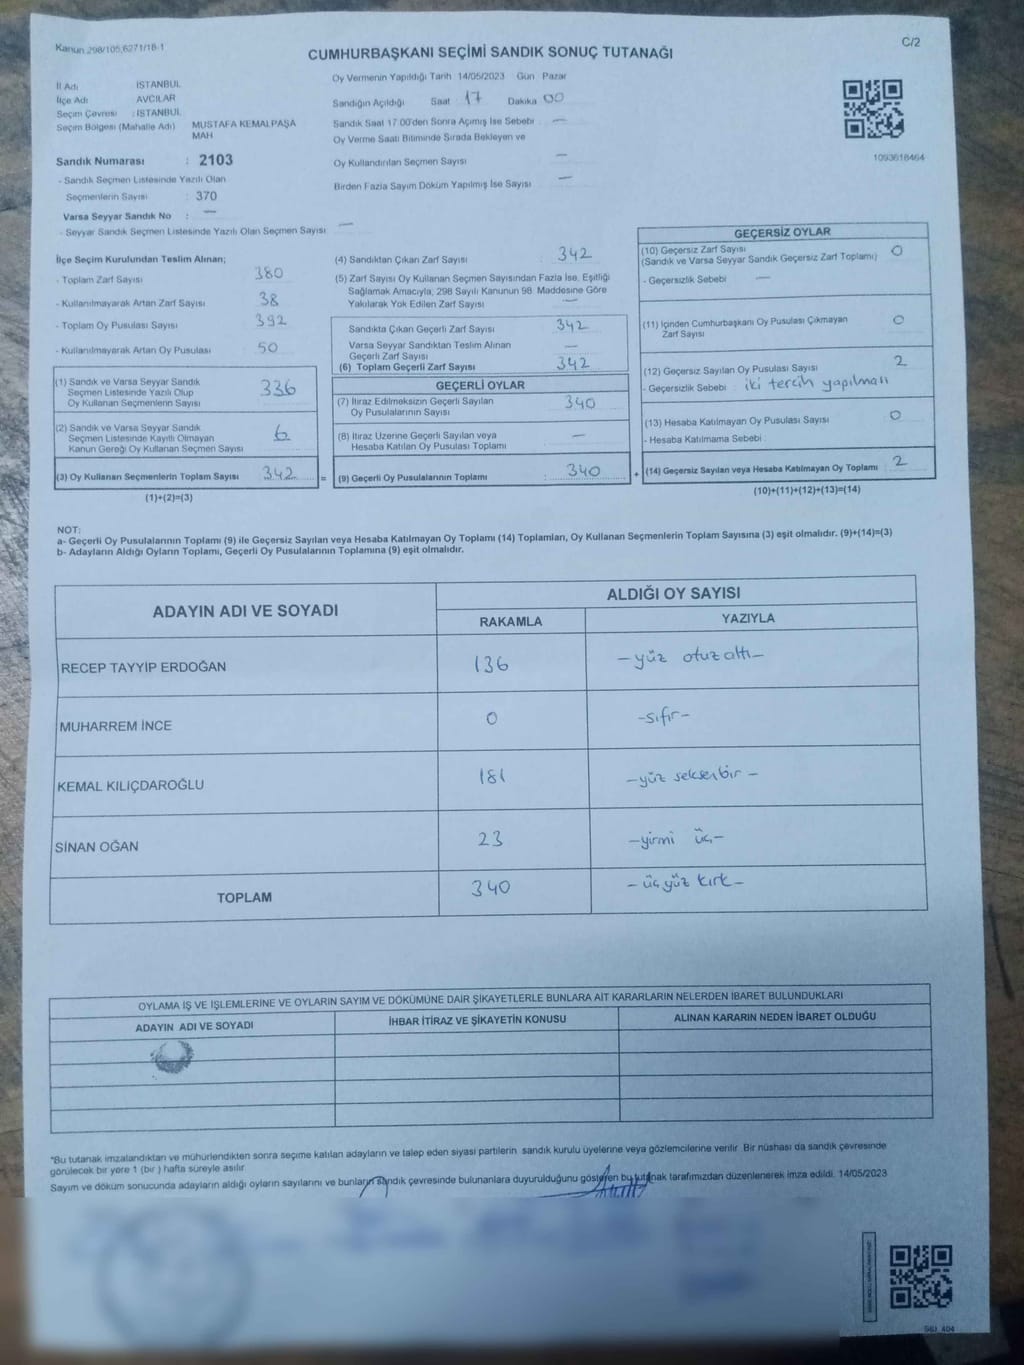 Kanun 298/105,6271/18-1
C/2
CUMHURBAŞKANI SEÇİMİ SANDIK SONUÇ TUTANAĞI
İl Adı : İSTANBUL
İlçe Adı : AVCILAR
Seçim Çevresi : İSTANBUL
Seçim Bölgesi (Mahalle Adı) : MUSTAFA KEMALPAŞA MAH
Sandık Numarası : 2103
- Sandık Seçmen Listesinde Yazılı Olan
Seçmenlerin Sayısı : 370
Varsa Seyyar Sandık No : —
- Seyyar Sandık Seçmen Listesinde Yazılı Olan Seçmen Sayısı —
Oy Vermenin Yapıldığı Tarih 14/05/2023 Gün Pazar
Sandığın Açıldığı Saat 17 Dakika 00
Sandık Saat 17.00'den Sonra Açımış İse Sebebi —
Oy Verme Saati Bitiminde Sırada Bekleyen ve
Oy Kullandırılan Seçmen Sayısı —
Birden Fazla Sayım Döküm Yapılmış İse Sayısı —
1093618464
İlçe Seçim Kurulundan Teslim Alınan;
- Toplam Zarf Sayısı 380
- Kullanılmayarak Artan Zarf Sayısı 38
- Toplam Oy Pusulası Sayısı 392
- Kullanılmayarak Artan Oy Pusulası 50
(1) Sandık ve Varsa Seyyar Sandık
Seçmen Listesinde Yazılı Olup
Oy Kullanan Seçmenlerin Sayısı 336
(2) Sandık ve Varsa Seyyar Sandık
Seçmen Listesinde Kayıtlı Olmayan
Kanun Gereği Oy Kullanan Seçmen Sayısı 6
(3) Oy Kullanan Seçmenlerin Toplam Sayısı 342 =
(1)+(2)=(3)
(4) Sandıktan Çıkan Zarf Sayısı : 342
(5) Zarf Sayısı Oy Kullanan Seçmen Sayısından Fazla İse, Eşitliği
Sağlamak Amacıyla, 298 Sayılı Kanunun 98. Maddesine Göre
Yakılarak Yok Edilen Zarf Sayısı —
Sandıkta Çıkan Geçerli Zarf Sayısı 342
Varsa Seyyar Sandıktan Teslim Alınan
Geçerli Zarf Sayısı —
(6) Toplam Geçerli Zarf Sayısı 342
GEÇERLİ OYLAR
(7) İtiraz Edilmeksizin Geçerli Sayılan
Oy Pusulalarının Sayısı 340
(8) İtiraz Üzerine Geçerli Sayılan veya
Hesaba Katılan Oy Pusulası Toplamı —
(9) Geçerli Oy Pusulalarının Toplamı : 340 +
GEÇERSİZ OYLAR
(10) Geçersiz Zarf Sayısı 0
(Sandık ve Varsa Seyyar Sandık Geçersiz Zarf Toplamı)
- Geçersizlik Sebebi —
(11) İçinden Cumhurbaşkanı Oy Pusulası Çıkmayan
Zarf Sayısı 0
(12) Geçersiz Sayılan Oy Pusulası Sayısı 2
- Geçersizlik Sebebi : iki tercih yapılması
(13) Hesaba Katılmayan Oy Pusulası Sayısı 0
- Hesaba Katılmama Sebebi :
(14) Geçersiz Sayılan veya Hesaba Katılmayan Oy Toplamı 2
(10)+(11)+(12)+(13)=(14)
NOT:
a- Geçerli Oy Pusulalarının Toplamı (9) ile Geçersiz Sayılan veya Hesaba Katılmayan Oy Toplamı (14) Toplamları, Oy Kullanan Seçmenlerin Toplam Sayısına (3) eşit olmalıdır. (9)+(14)=(3)
b- Adayların Aldığı Oyların Toplamı, Geçerli Oy Pusulalarının Toplamına (9) eşit olmalıdır.
ADAYIN ADI VE SOYADI
ALDIĞI OY SAYISI
RAKAMLA YAZIYLA
RECEP TAYYİP ERDOĞAN 136 –yüz otuz altı–
MUHARREM İNCE 0 –sıfır–
KEMAL KILIÇDAROĞLU 181 –yüz seksenbir –
SİNAN OĞAN 23 –yirmi üç–
TOPLAM 340 – üç yüz kırk–
OYLAMA İŞ VE İŞLEMLERİNE VE OYLARIN SAYIM VE DÖKÜMÜNE DAİR ŞİKAYETLERLE BUNLARA AİT KARARLARIN NELERDEN İBARET BULUNDUKLARI
ADAYIN ADI VE SOYADI İHBAR İTİRAZ VE ŞİKAYETİN KONUSU ALINAN KARARIN NEDEN İBARET OLDUĞU
*Bu tutanak imzalandıktan ve mühürlendikten sonra seçime katılan adayların ve talep eden siyasi partilerin sandık kurulu üyelerine veya gözlemcilerine verilir. Bir nüshası da sandık çevresinde
görülecek bir yere 1 (bir) hafta süreyle asılır.
Sayım ve döküm sonucunda adayların aldığı oyların sayılarını ve bunların sandık çevresinde bulunanlara duyurulduğunu gösteren bu tutanak tarafımızdan düzenlenerek imza edildi. 14/05/2023